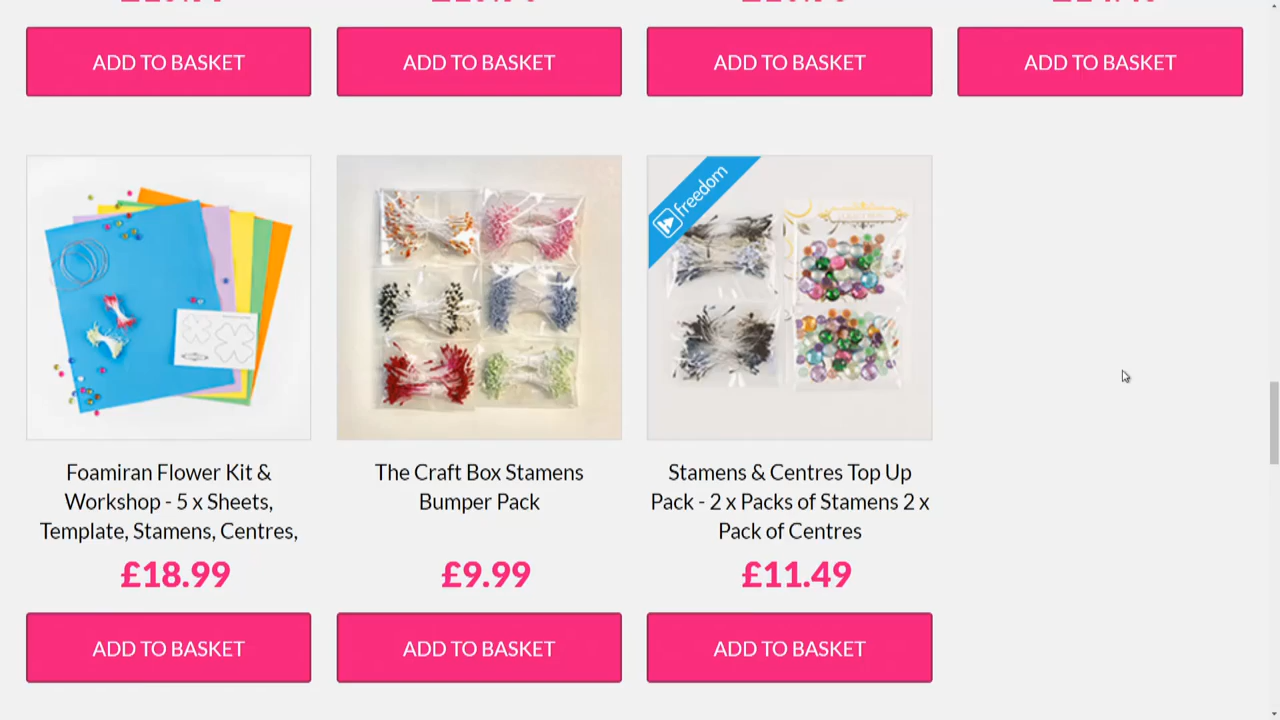 ADD TO BASKET
ADD TO BASKET
ADD TO BASKET
ADD TO BASKET
freedom
Foamiran Flower Kit &
Workshop - 5 x Sheets,
Template, Stamens, Centres,
£18.99
ADD TO BASKET
The Craft Box Stamens
Bumper Pack
£9.99
ADD TO BASKET
Stamens & Centres Top Up
Pack - 2 x Packs of Stamens 2 x
Pack of Centres
£11.49
ADD TO BASKET